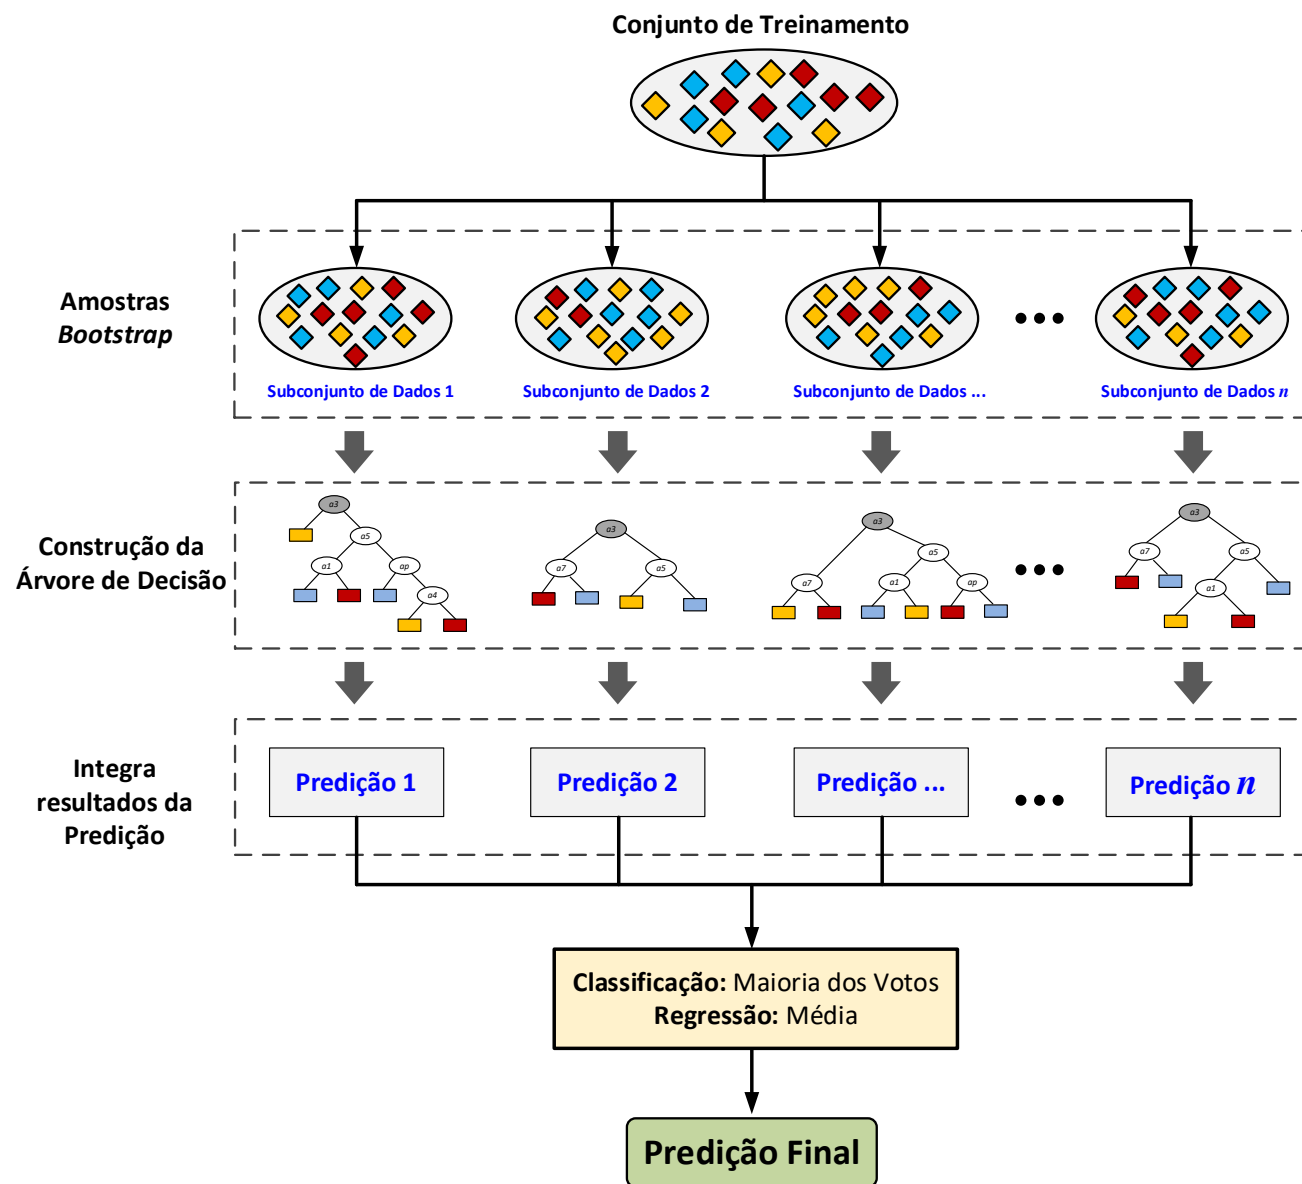 Conjunto de Treinamento
Amostras
Bootstrap
Subconjunto de Dados 1
Subconjunto de Dados 2
Subconjunto de Dados ...
Subconjunto de Dados n
Construção da
Árvore de Decisão
a3
a5
a1
ap
a4
a3
a7
a5
a3
a5
a7
a1
ap
a3
a7
a5
a1
Integra
resultados da
Predição
Predição 1
Predição 2
Predição ...
Predição n
Classificação: Maioria dos Votos
Regressão: Média
Predição Final